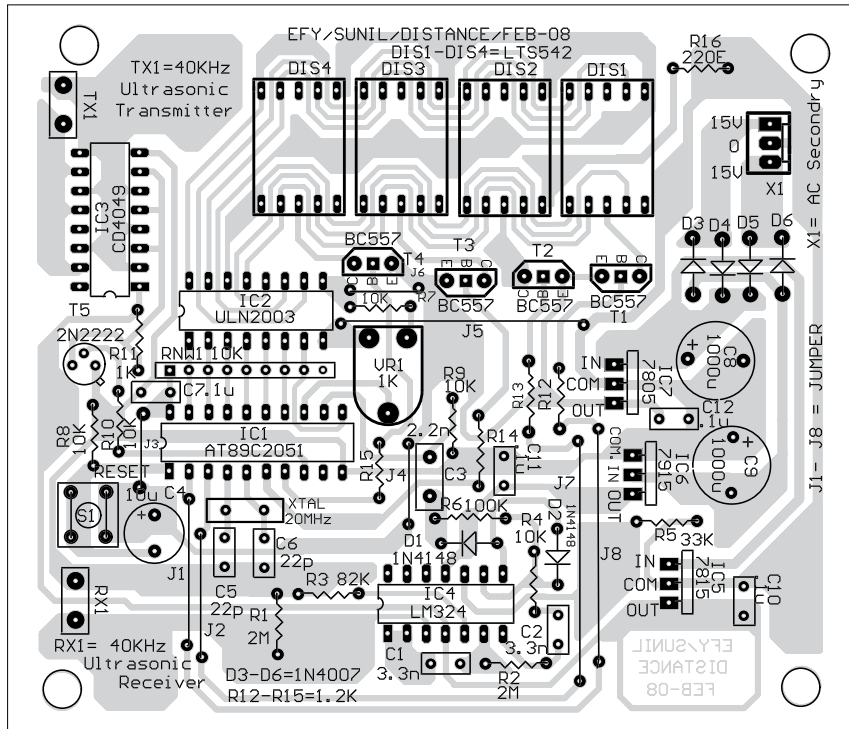 EFY/SUNIL/DISTANCE/FEB-08
DIS1-DIS4=LTS542
TX1=40KHz
Ultrasonic
Transmitter
TX1
DIS4
DIS3
DIS2
DIS1
R16
220E
15V
0
15V
X1
X1= AC Secondry
IC3
CD4049
D3
D4
D5
D6
BC557
T4
C
B
E
J6
T3
E
B
C
BC557
T2
C
B
E
BC557
E
B
C
BC557
T1
T5
2N2222
IC2
ULN2003
10K
R7
J5
R11
1K
RNW1 10K
VR1
1K
C7.1u
R8
10K
R10
10K
J3
IC1
AT89C2051
R9
10K
2.2n
R13
R12
IN
COM
OUT
7805
IC7
C8
1000u
+
C12
.1u
R15
J4
C3
R14
C11
1u
COM.
IN
OUT
7915
IC6
C9
1000u
+
J1- J8 = JUMPER
RESET
S1
10u
C4
+
XTAL
20MHz
R6100K
R4
10K
J7
D2
1N4148
R5
33K
J1
J2
C5
22p
C6
22p
D1
1N4148
R3 82K
J8
IN
COM
OUT
7815
IC5
C10
.1u
RX1
R1
2M
IC4
LM324
C2
3.3n
RX1= 40KHz
Ultrasonic
Receiver
D3-D6=1N4007
R12-R15=1.2K
C1
3.3n
R2
2M
EFY/SUNIL
DISTANCE
FEB-08